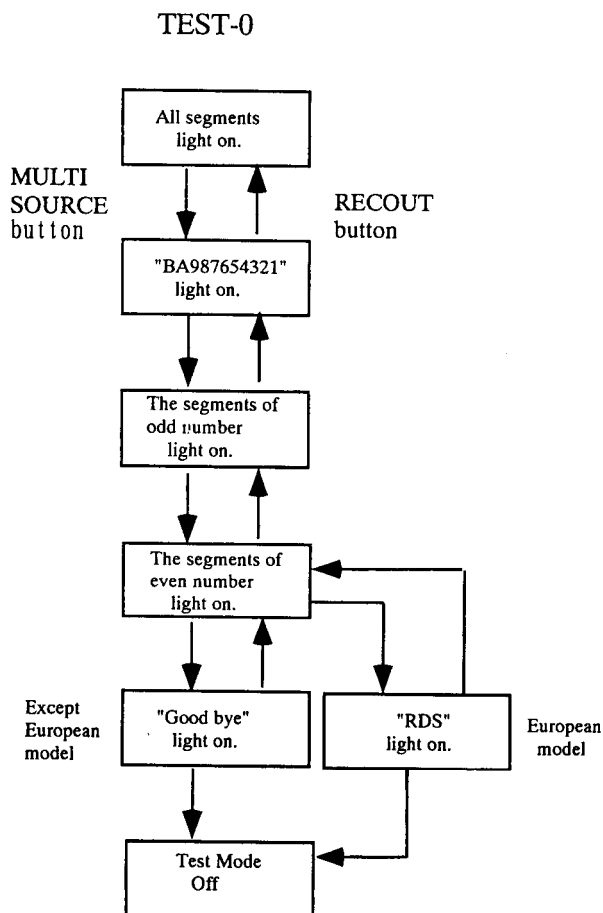 TEST-0
All segments
light on.
MULTI
SOURCE
button
RECOUT
button
"BA987654321"
light on.
The segments of
odd number
light on.
The segments of
even number
light on.
Except
European
model
"Good bye"
light on.
"RDS"
light on.
European
model
Test Mode
Off